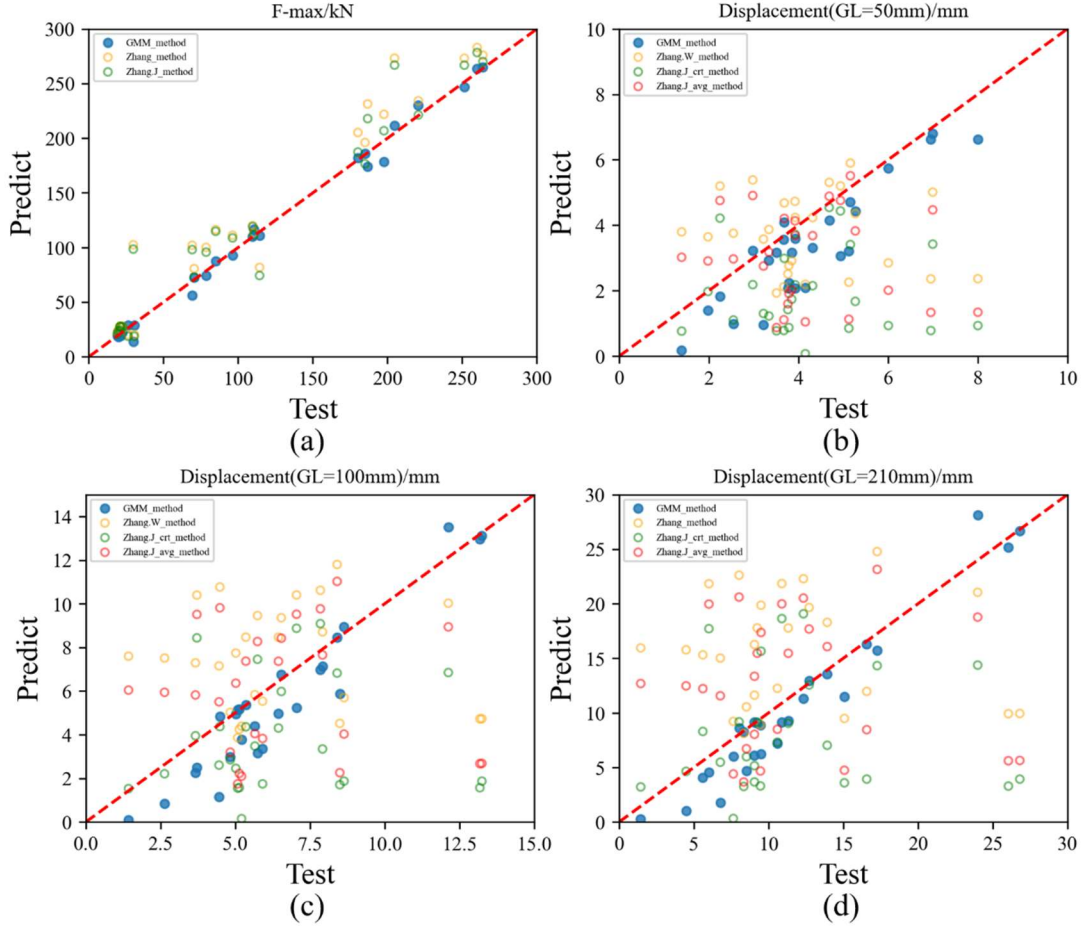 F-max/kN
GMM_method
Zhang_method
Zhang.J_method
300
250
200
150
100
50
0
Predict
0 50 100 150 200 250 300
Test
(a)
Displacement(GL=50mm)/mm
GMM_method
Zhang.W_method
Zhang.J_crt_method
Zhang.J_avg_method
10
8
6
4
2
0
Predict
0 2 4 6 8 10
Test
(b)
Displacement(GL=100mm)/mm
GMM_method
Zhang.W_method
Zhang.J_crt_method
Zhang.J_avg_method
14
12
10
8
6
4
2
0
Predict
0.0 2.5 5.0 7.5 10.0 12.5 15.0
Test
(c)
Displacement(GL=210mm)/mm
GMM_method
Zhang_method
Zhang.J_crt_method
Zhang.J_avg_method
30
25
20
15
10
5
0
Predict
0 5 10 15 20 25 30
Test
(d)